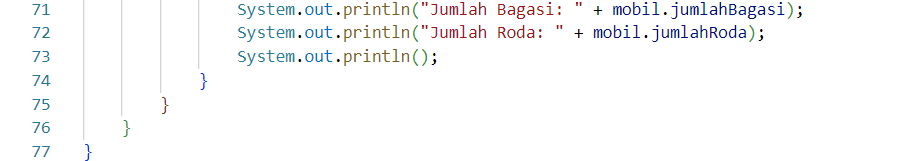 71 System.out.println("Jumlah Bagasi: " + mobil.jumlahBagasi);
72 System.out.println("Jumlah Roda: " + mobil.jumlahRoda);
73 System.out.println();
74 }
75 }
76 }
77 }